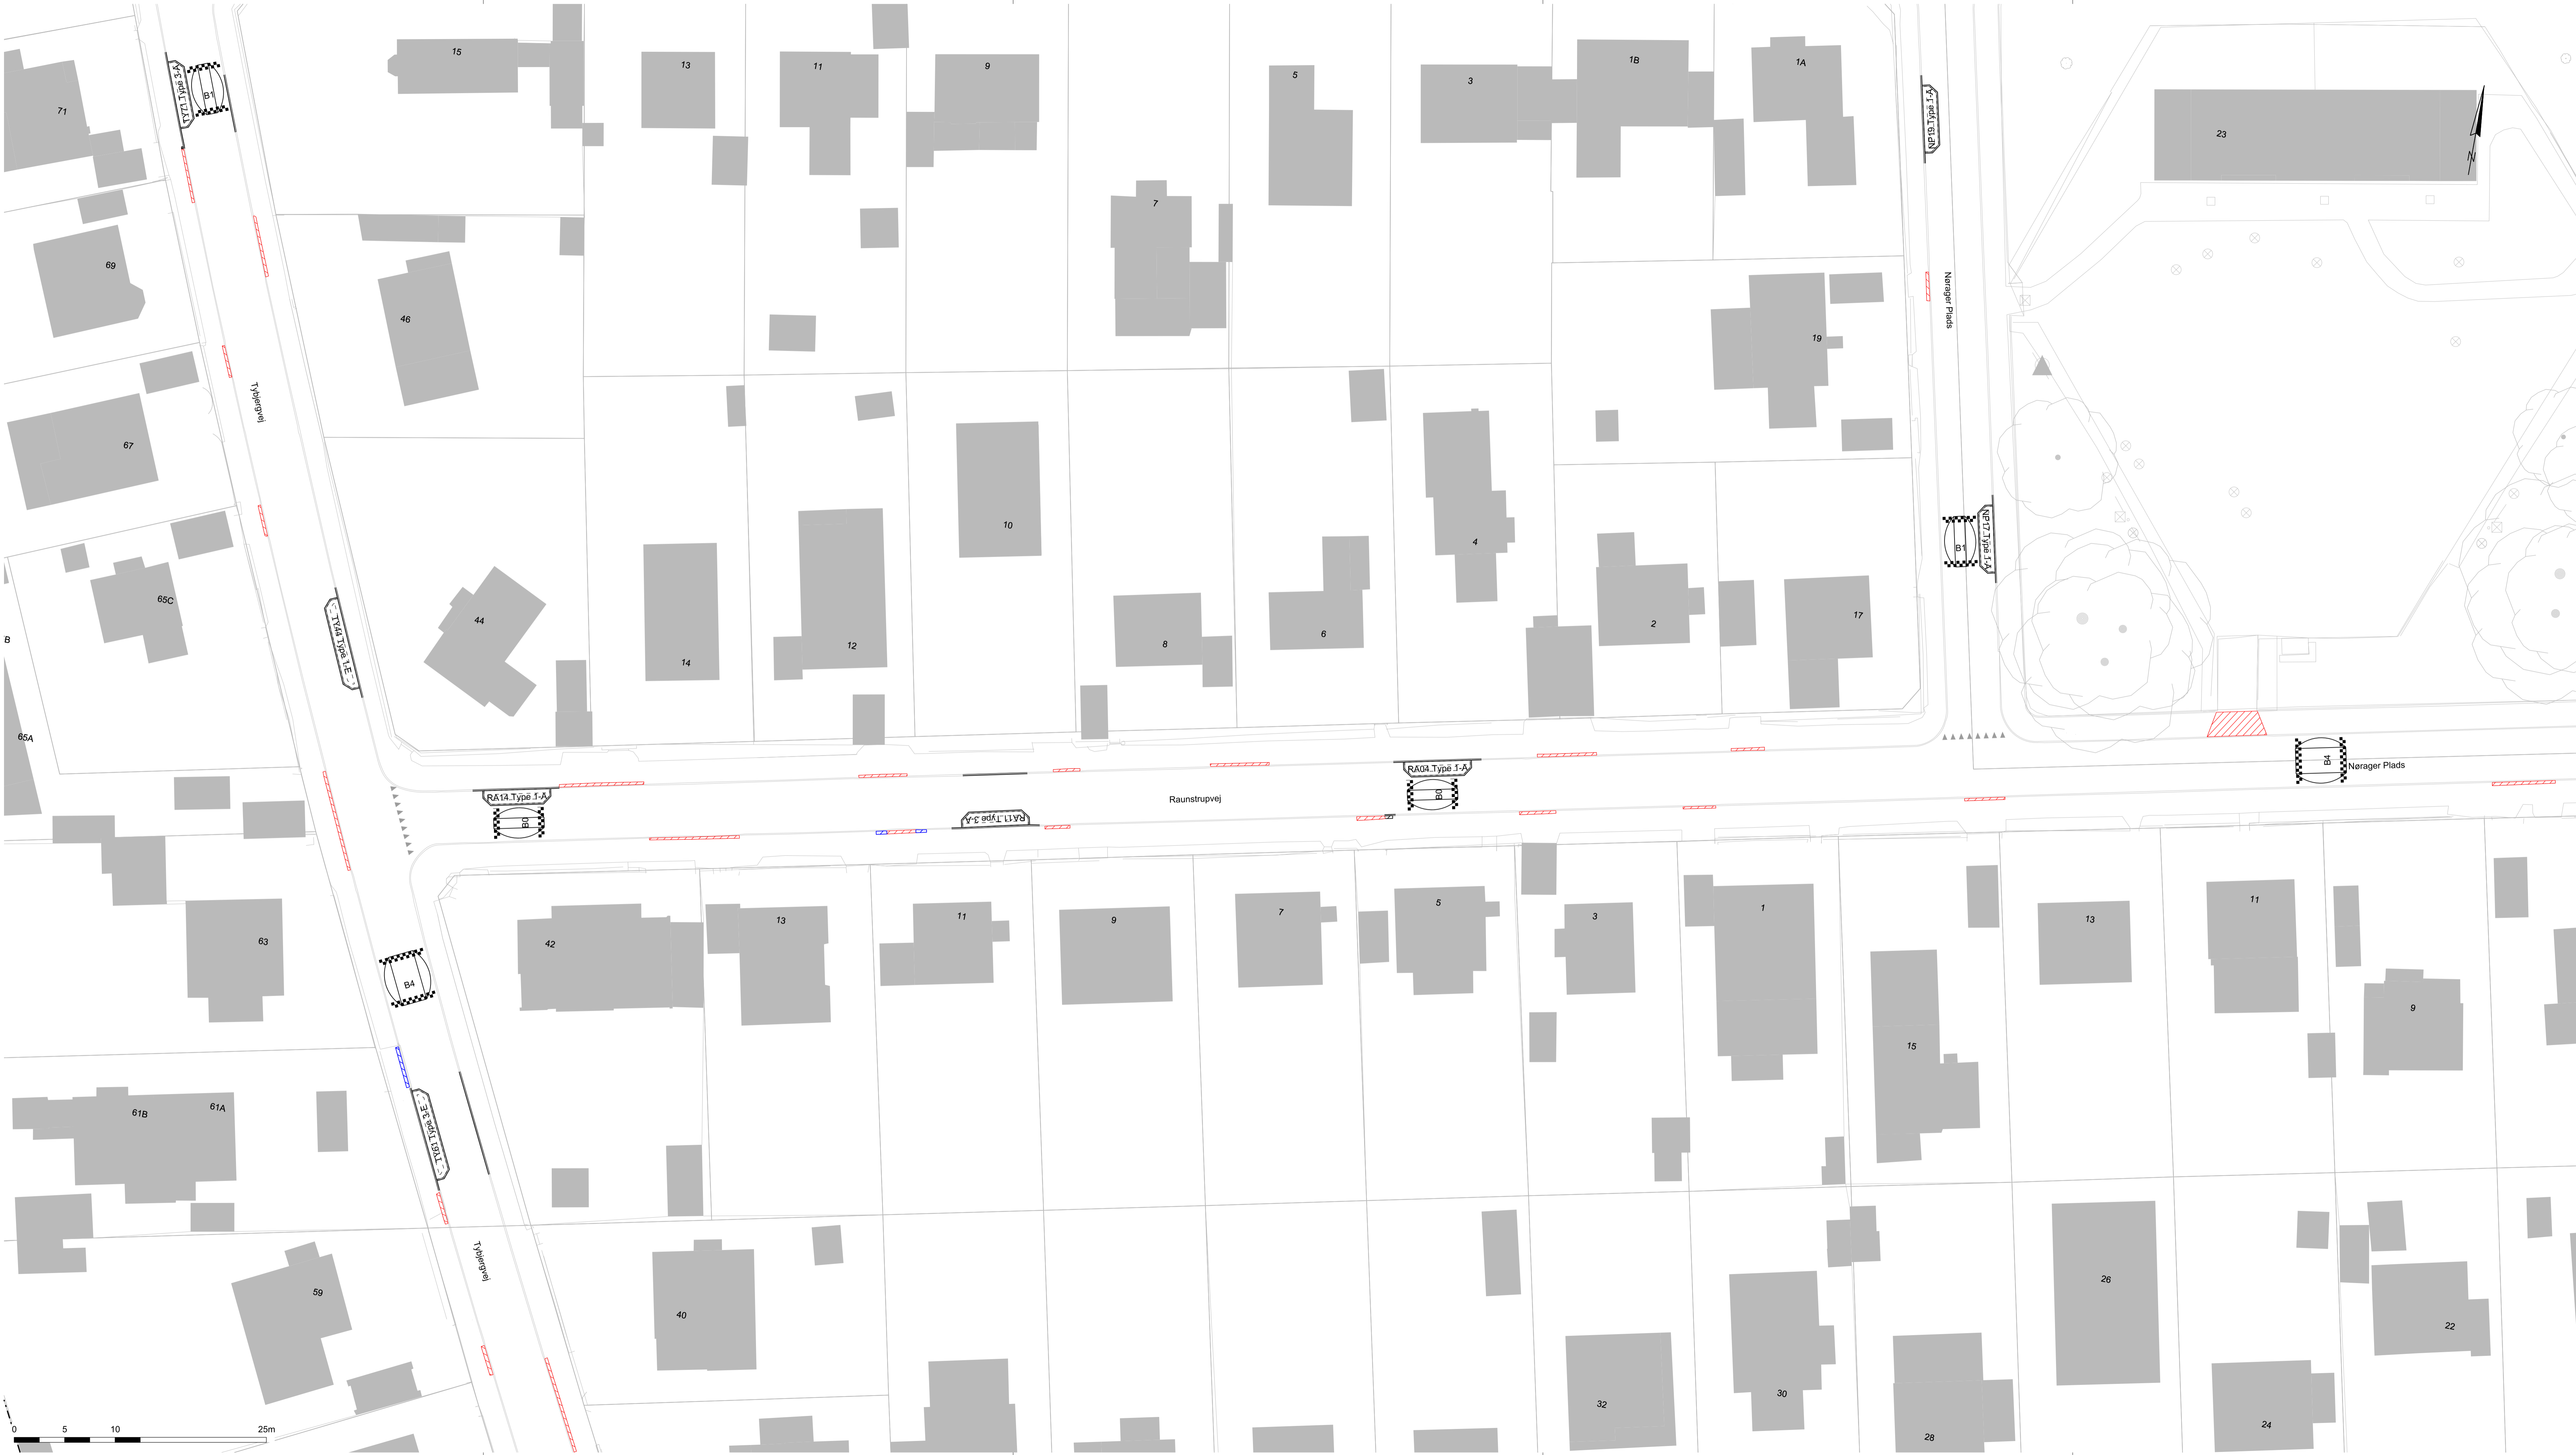 15
13
11
9
5
3
1B
1A
23
N
71
TY71 Type 3-A
B1
NP19 Type 1-A
7
69
46
19
Nørager Plads
Tybjergvej
67
10
4
NP17 Type 1-A
B1
65C
B
TY44 Type 1-E
44
14
12
8
6
2
17
65A
RA14 Type 1-A
B0
RA11 Type 3-A
Raunstrupvej
RA04 Type 1-A
B0
B4
Nørager Plads
63
B4
42
13
11
9
7
5
3
1
15
13
11
9
61B
61A
TY61 Type 3-E
Tybjergvej
59
40
32
30
28
26
24
22
0 5 10 25m